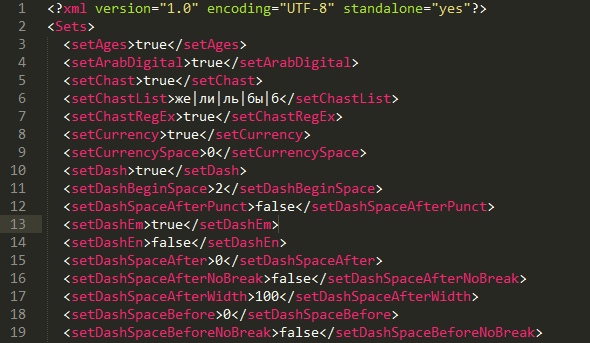 1 <?xml version="1.0" encoding="UTF-8" standalone="yes"?>
2 <Sets>
3 <setAges>true</setAges>
4 <setArabDigital>true</setArabDigital>
5 <setChast>true</setChast>
6 <setChastList>же|ли|ль|бы|б</setChastList>
7 <setChastRegEx>true</setChastRegEx>
8 <setCurrency>true</setCurrency>
9 <setCurrencySpace>0</setCurrencySpace>
10 <setDash>true</setDash>
11 <setDashBeginSpace>2</setDashBeginSpace>
12 <setDashSpaceAfterPunct>false</setDashSpaceAfterPunct>
13 <setDashEm>true</setDashEm>
14 <setDashEn>false</setDashEn>
15 <setDashSpaceAfter>0</setDashSpaceAfter>
16 <setDashSpaceAfterNoBreak>false</setDashSpaceAfterNoBreak>
17 <setDashSpaceAfterWidth>100</setDashSpaceAfterWidth>
18 <setDashSpaceBefore>0</setDashSpaceBefore>
19 <setDashSpaceBeforeNoBreak>false</setDashSpaceBeforeNoBreak>